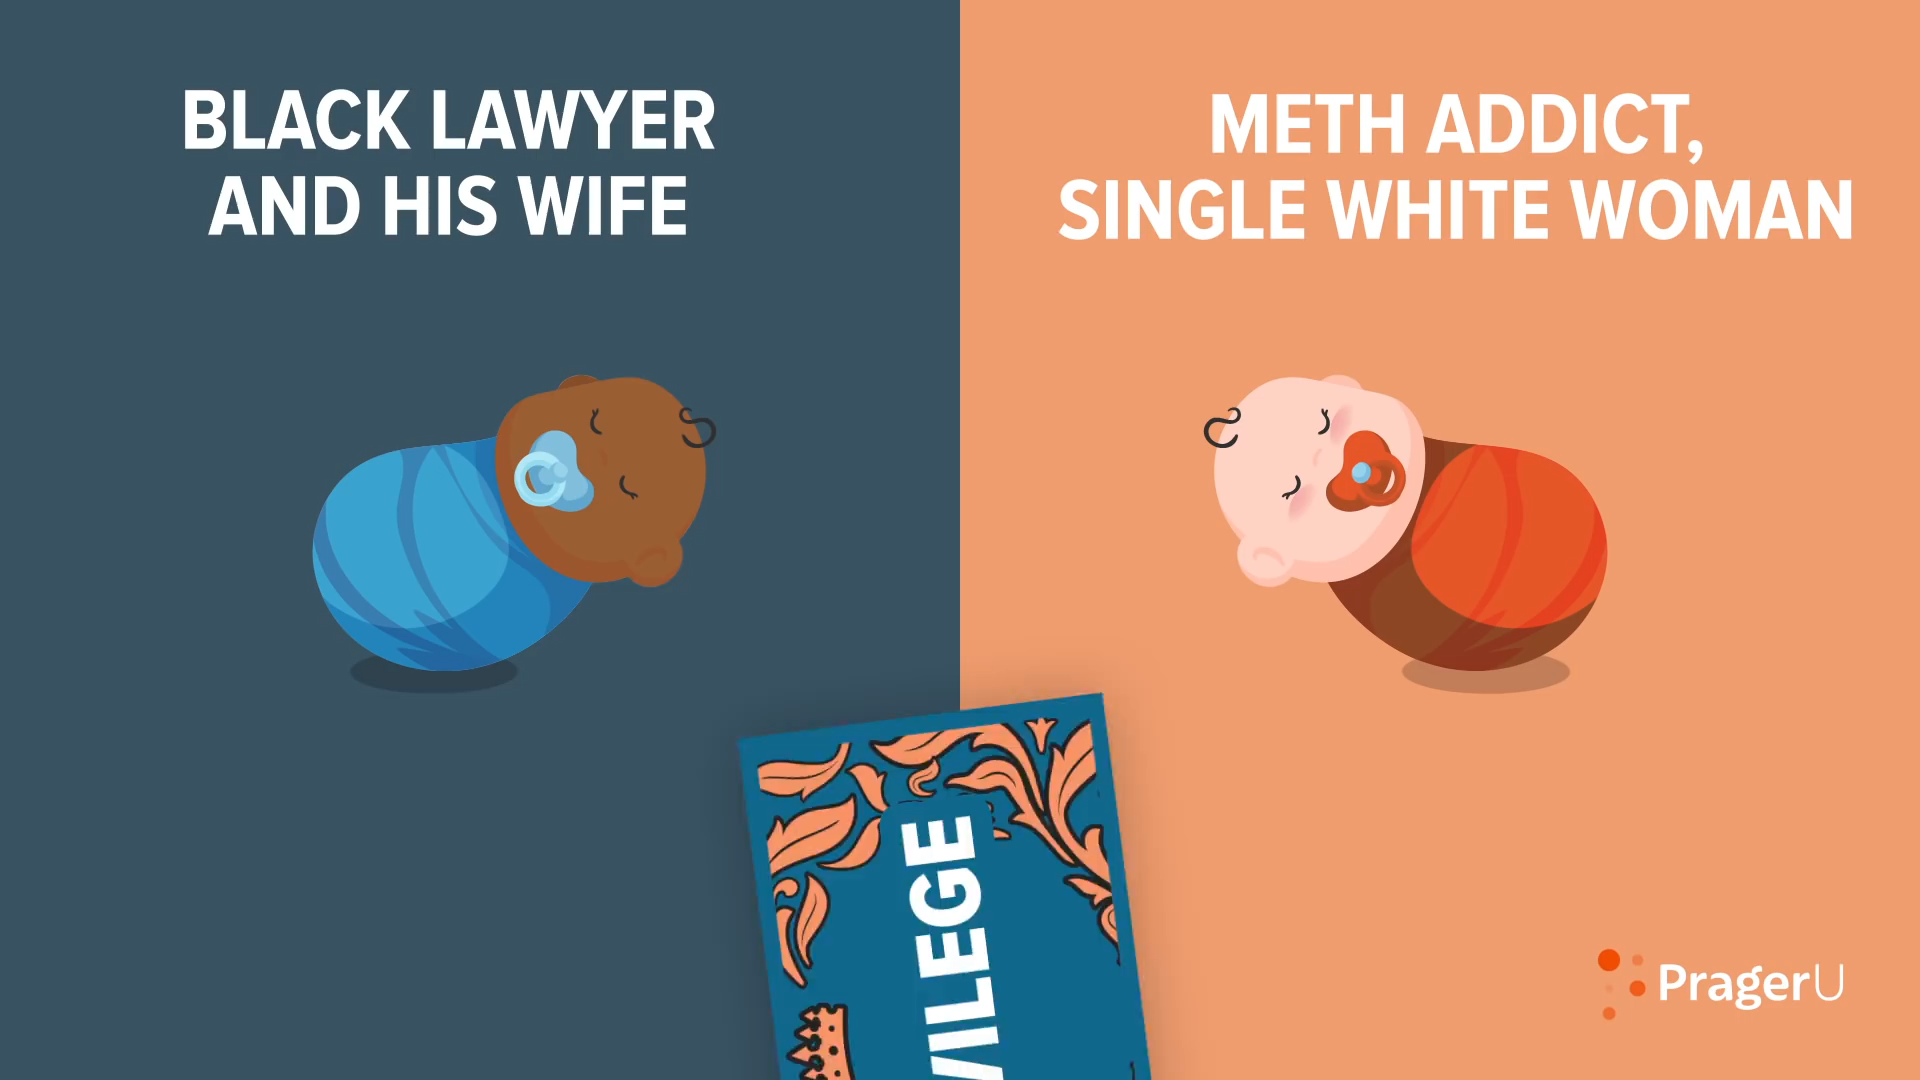 BLACK LAWYER
AND HIS WIFE
METH ADDICT,
SINGLE WHITE WOMAN
VILEGE
PragerU